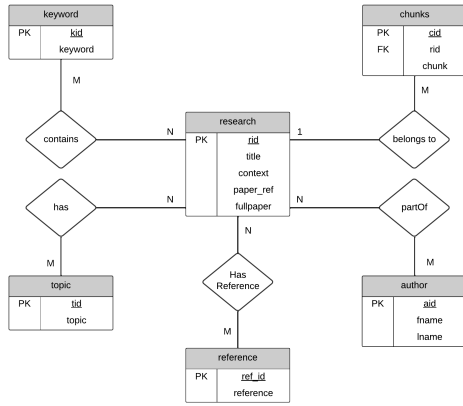 keyword
PK kid
keyword
chunks
PK cid
FK rid
chunk
M
M
contains
N
research
PK rid
title
context
paper_ref
fullpaper
1
belongs to
has
N
N
partOf
M
M
N
Has
Reference
M
topic
PK tid
topic
author
PK aid
fname
lname
reference
PK ref_id
reference